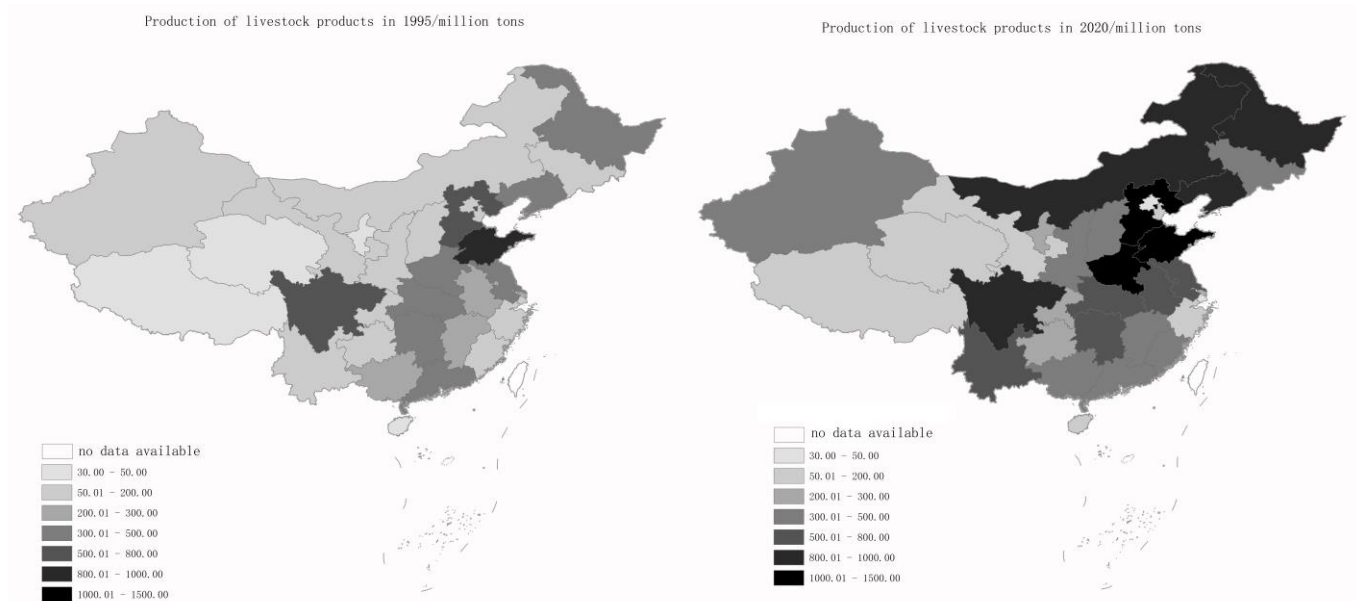 Production of livestock products in 1995/million tons
no data available
30.00 - 50.00
50.01 - 200.00
200.01 - 300.00
300.01 - 500.00
500.01 - 800.00
800.01 - 1000.00
1000.01 - 1500.00
Production of livestock products in 2020/million tons
no data available
30.00 - 50.00
50.01 - 200.00
200.01 - 300.00
300.01 - 500.00
500.01 - 800.00
800.01 - 1000.00
1000.01 - 1500.00